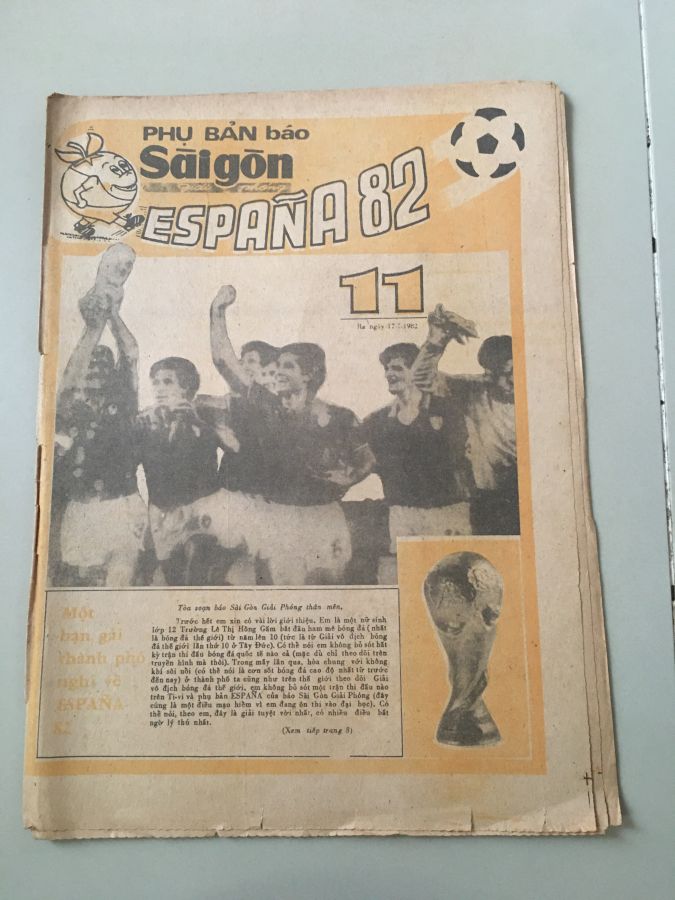 PHỤ BẢN báo
Sàigòn
Giải phóng
ESPAÑA 82
11
Ra ngày 17-7-1982
Một
bạn gái
thành phố
nghĩ về
ESPAÑA
82
Tòa soạn báo Sài Gòn Giải Phóng thân mến,
Trước hết em xin có vài lời giới thiệu. Em là một nữ sinh
lớp 12 Trường Lê Thị Hồng Gấm bắt đầu ham mê bóng đá (nhất
là bóng đá thế giới) từ năm lên 10 (tức là từ Giải vô địch bóng
đá thế giới lần thứ 10 ở Tây Đức). Có thể nói em không bỏ sót bất
kỳ trận thi đấu bóng đá quốc tế nào cả (mặc dù chỉ theo dõi trên
truyền hình mà thôi). Trong mấy lần qua, hòa chung với không
khí sôi nổi (có thể nói là cơn sốt bóng đá cao độ nhất từ trước
đến nay) ở thành phố ta cũng như trên thế giới theo dõi Giải
vô địch bóng đá thế giới, em không bỏ sót một trận thi đấu nào
trên Ti-vi và phụ bản ESPAÑA của báo Sài Gòn Giải Phóng (đây
cũng là một điều mạo hiểm vì em đang ôn thi vào đại học). Có
thể nói, theo em, đây là giải tuyệt vời nhất, có nhiều điều bất
ngờ lý thú nhất.
(Xem tiếp trang 8)